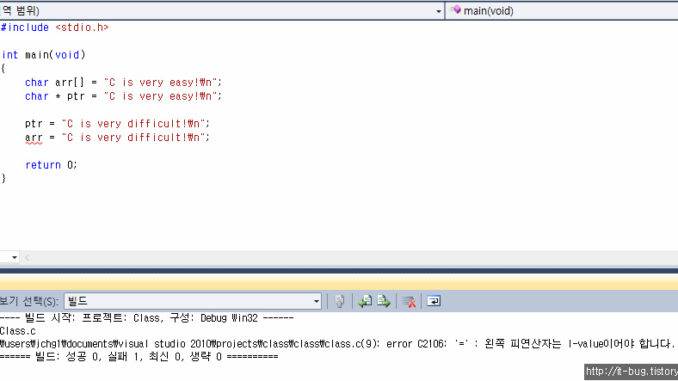 역 범위)
main(void)
#include <stdio.h>
int main(void)
{
char arr[] = "C is very easy!₩n";
char * ptr = "C is very easy!₩n";
ptr = "C is very difficult!₩n";
arr = "C is very difficult!₩n";
return 0;
}
보기 선택(S): 빌드
---- 빌드 시작: 프로젝트: Class, 구성: Debug Win32 ------
Class.c
₩users₩jchg1₩documents₩visual studio 2010₩projects₩class₩class₩class.c(9): error C2106: '=' : 왼쪽 피연산자는 l-value이어야 합니다.
====== 빌드: 성공 0, 실패 1, 최신 0, 생략 0 ==========
http://it-bug.tistory